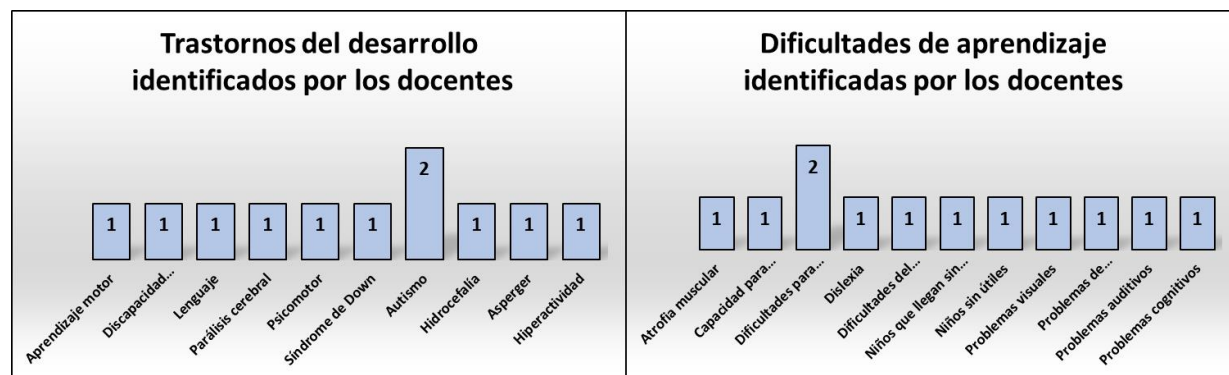 Trastornos del desarrollo
identificados por los docentes
1
1
1
1
1
1
2
1
1
1
Aprendizaje motor
Discapacidad...
Lenguaje
Parálisis cerebral
Psicomotor
Síndrome de Down
Autismo
Hidrocefalía
Asperger
Hiperactividad
Dificultades de aprendizaje
identificadas por los docentes
1
1
2
1
1
1
1
1
1
1
1
Atrofia muscular
Capacidad para...
Dificultades para...
Dislexia
Dificultades del...
Niños que llegan sin...
Niños sin útiles
Problemas visuales
Problemas de...
Problemas auditivos
Problemas cognitivos